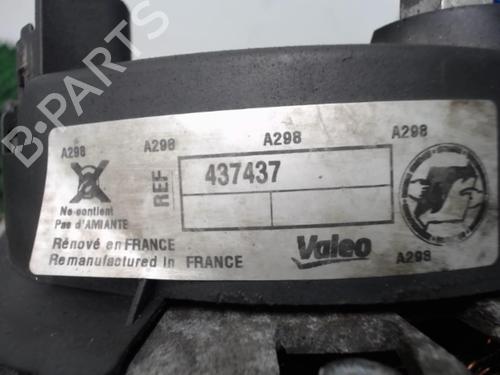 B-PARTS
A298
A298
A298
A298
REF
437437
Ne contient
Pas d'AMIANTE
Rénové en FRANCE
Remanufactured in FRANCE
Valeo
A298